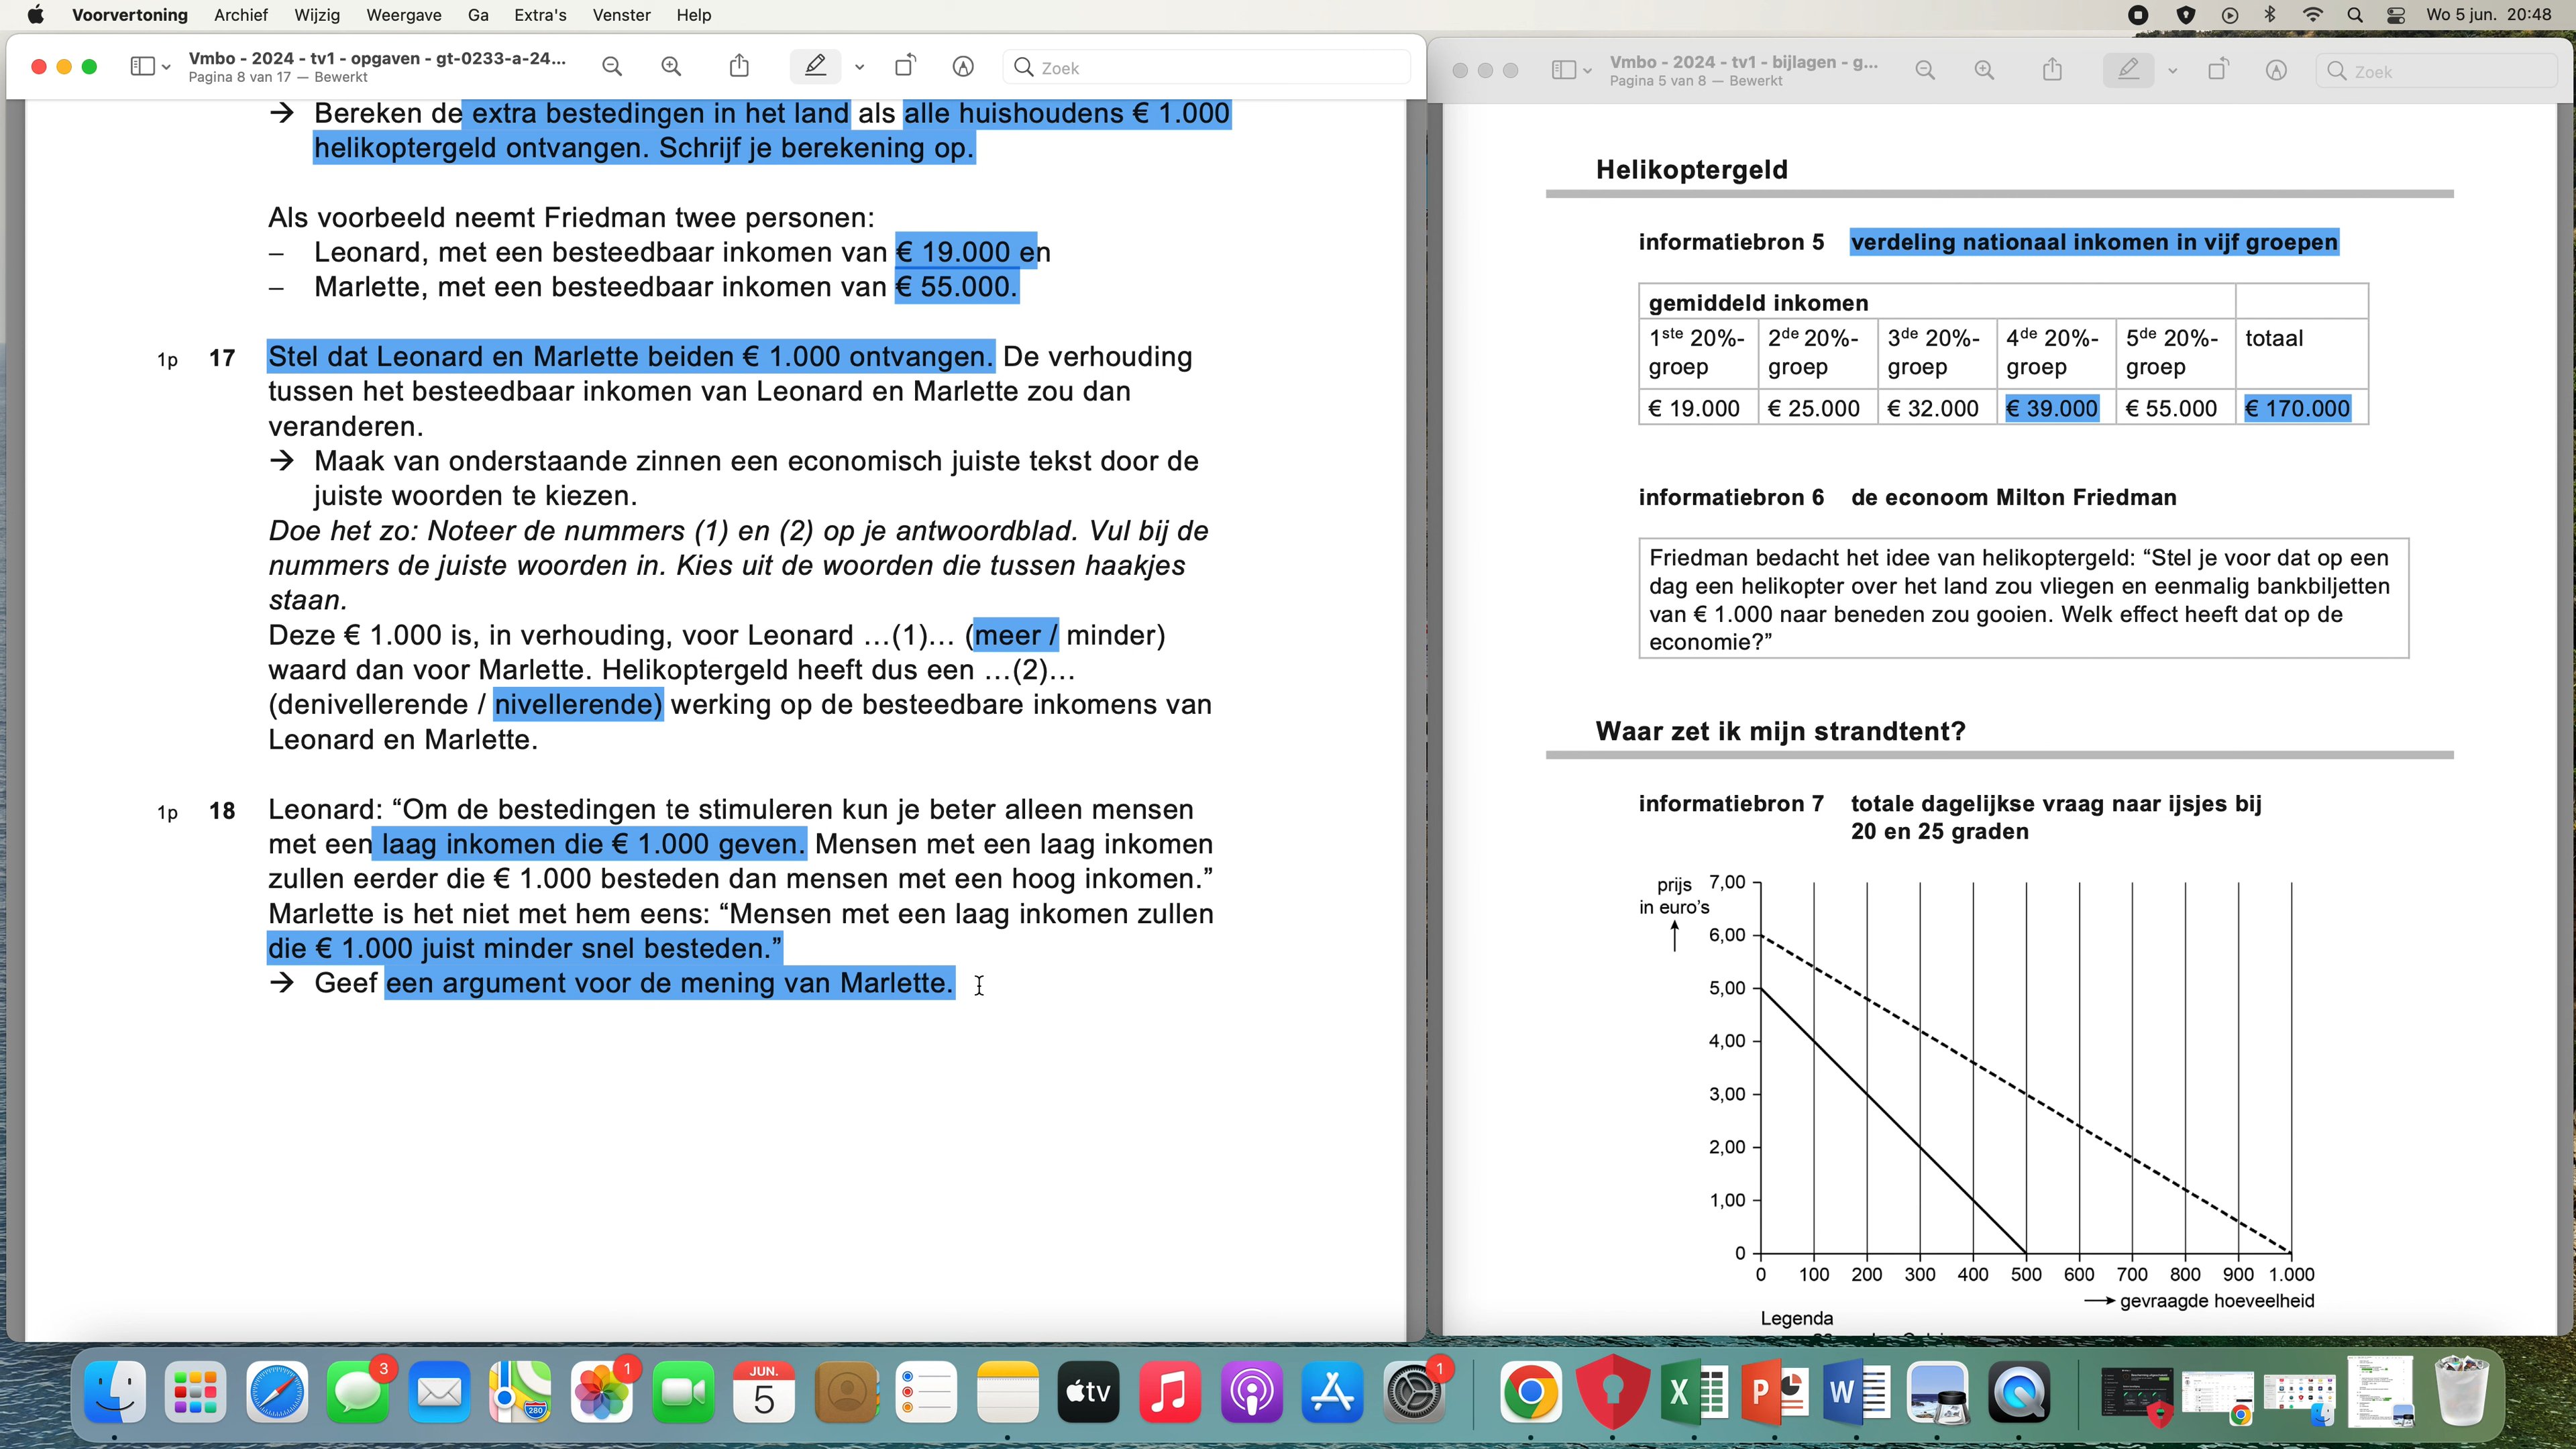 Voorvertoning Archief Wijzig Weergave Ga Extra's Venster Help
Wo 5 jun. 20:48
Vmbo - 2024 - tv1 - opgaven - gt-0233-a-24...
Pagina 8 van 17 — Bewerkt
Zoek
→ Bereken de extra bestedingen in het land als alle huishoudens € 1.000
helikoptergeld ontvangen. Schrijf je berekening op.
Als voorbeeld neemt Friedman twee personen:
– Leonard, met een besteedbaar inkomen van € 19.000 en
– Marlette, met een besteedbaar inkomen van € 55.000.
1p 17 Stel dat Leonard en Marlette beiden € 1.000 ontvangen. De verhouding
tussen het besteedbaar inkomen van Leonard en Marlette zou dan
veranderen.
→ Maak van onderstaande zinnen een economisch juiste tekst door de
juiste woorden te kiezen.
Doe het zo: Noteer de nummers (1) en (2) op je antwoordblad. Vul bij de
nummers de juiste woorden in. Kies uit de woorden die tussen haakjes
staan.
Deze € 1.000 is, in verhouding, voor Leonard …(1)… (meer / minder)
waard dan voor Marlette. Helikoptergeld heeft dus een …(2)…
(denivellerende / nivellerende) werking op de besteedbare inkomens van
Leonard en Marlette.
1p 18 Leonard: “Om de bestedingen te stimuleren kun je beter alleen mensen
met een laag inkomen die € 1.000 geven. Mensen met een laag inkomen
zullen eerder die € 1.000 besteden dan mensen met een hoog inkomen.”
Marlette is het niet met hem eens: “Mensen met een laag inkomen zullen
die € 1.000 juist minder snel besteden.”
→ Geef een argument voor de mening van Marlette.
Vmbo - 2024 - tv1 - bijlagen - g...
Pagina 5 van 8 — Bewerkt
Zoek
Helikoptergeld
informatiebron 5 verdeling nationaal inkomen in vijf groepen
gemiddeld inkomen
1ste 20%-groep 2de 20%-groep 3de 20%-groep 4de 20%-groep 5de 20%-groep totaal
€ 19.000 € 25.000 € 32.000 € 39.000 € 55.000 € 170.000
informatiebron 6 de econoom Milton Friedman
Friedman bedacht het idee van helikoptergeld: “Stel je voor dat op een
dag een helikopter over het land zou vliegen en eenmalig bankbiljetten
van € 1.000 naar beneden zou gooien. Welk effect heeft dat op de
economie?”
Waar zet ik mijn strandtent?
informatiebron 7 totale dagelijkse vraag naar ijsjes bij
20 en 25 graden
prijs
in euro’s
7,00
6,00
5,00
4,00
3,00
2,00
1,00
0
0 100 200 300 400 500 600 700 800 900 1.000
→ gevraagde hoeveelheid
Legenda
3 280 1 JUN. 5 tv 1 X P W